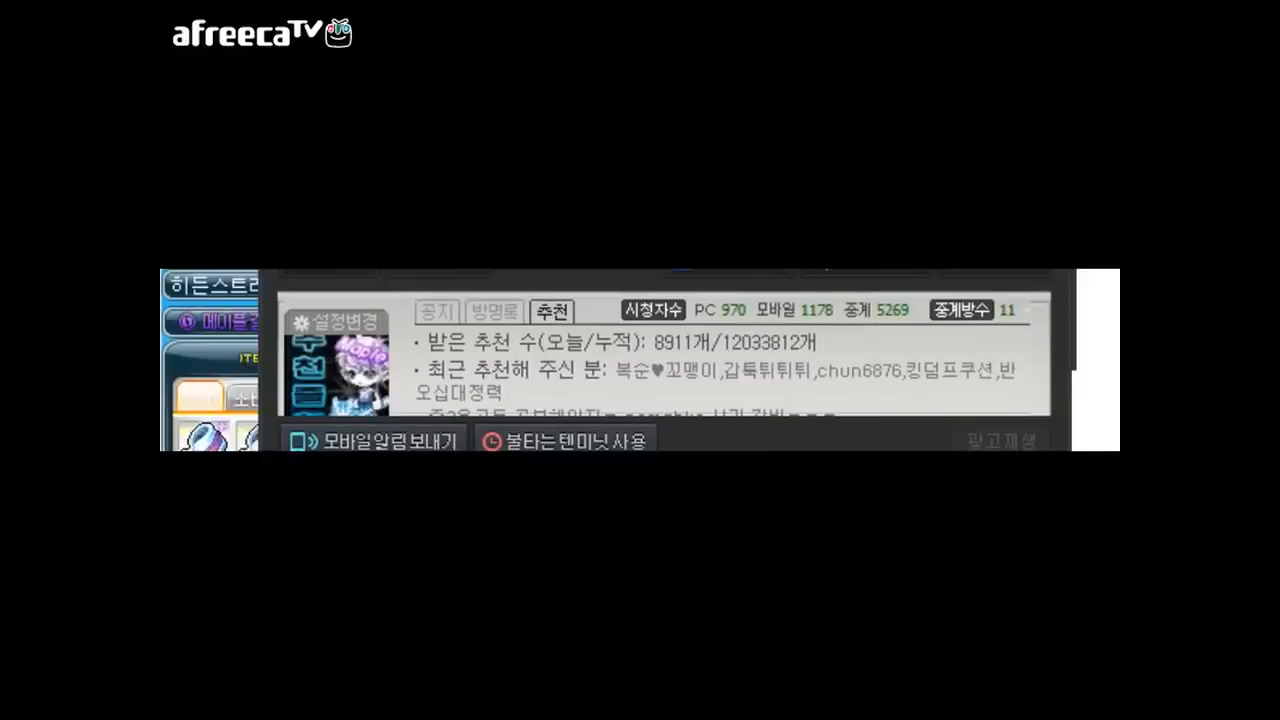 afreecaTV
히든스트리
메이플
공지 방명록 추천 시청자수 PC 970 모바일 1178 중계 5269 중계방수 11
설정변경
· 받은 추천 수(오늘/누적): 8911개/12033812개
· 최근 추천해 주신 분: 복순♥꼬맹이,갑툭튀튀튀,chun6876,킹덤프쿠션,반
오십대정력
모바일알림보내기 불타는텐미닛 사용